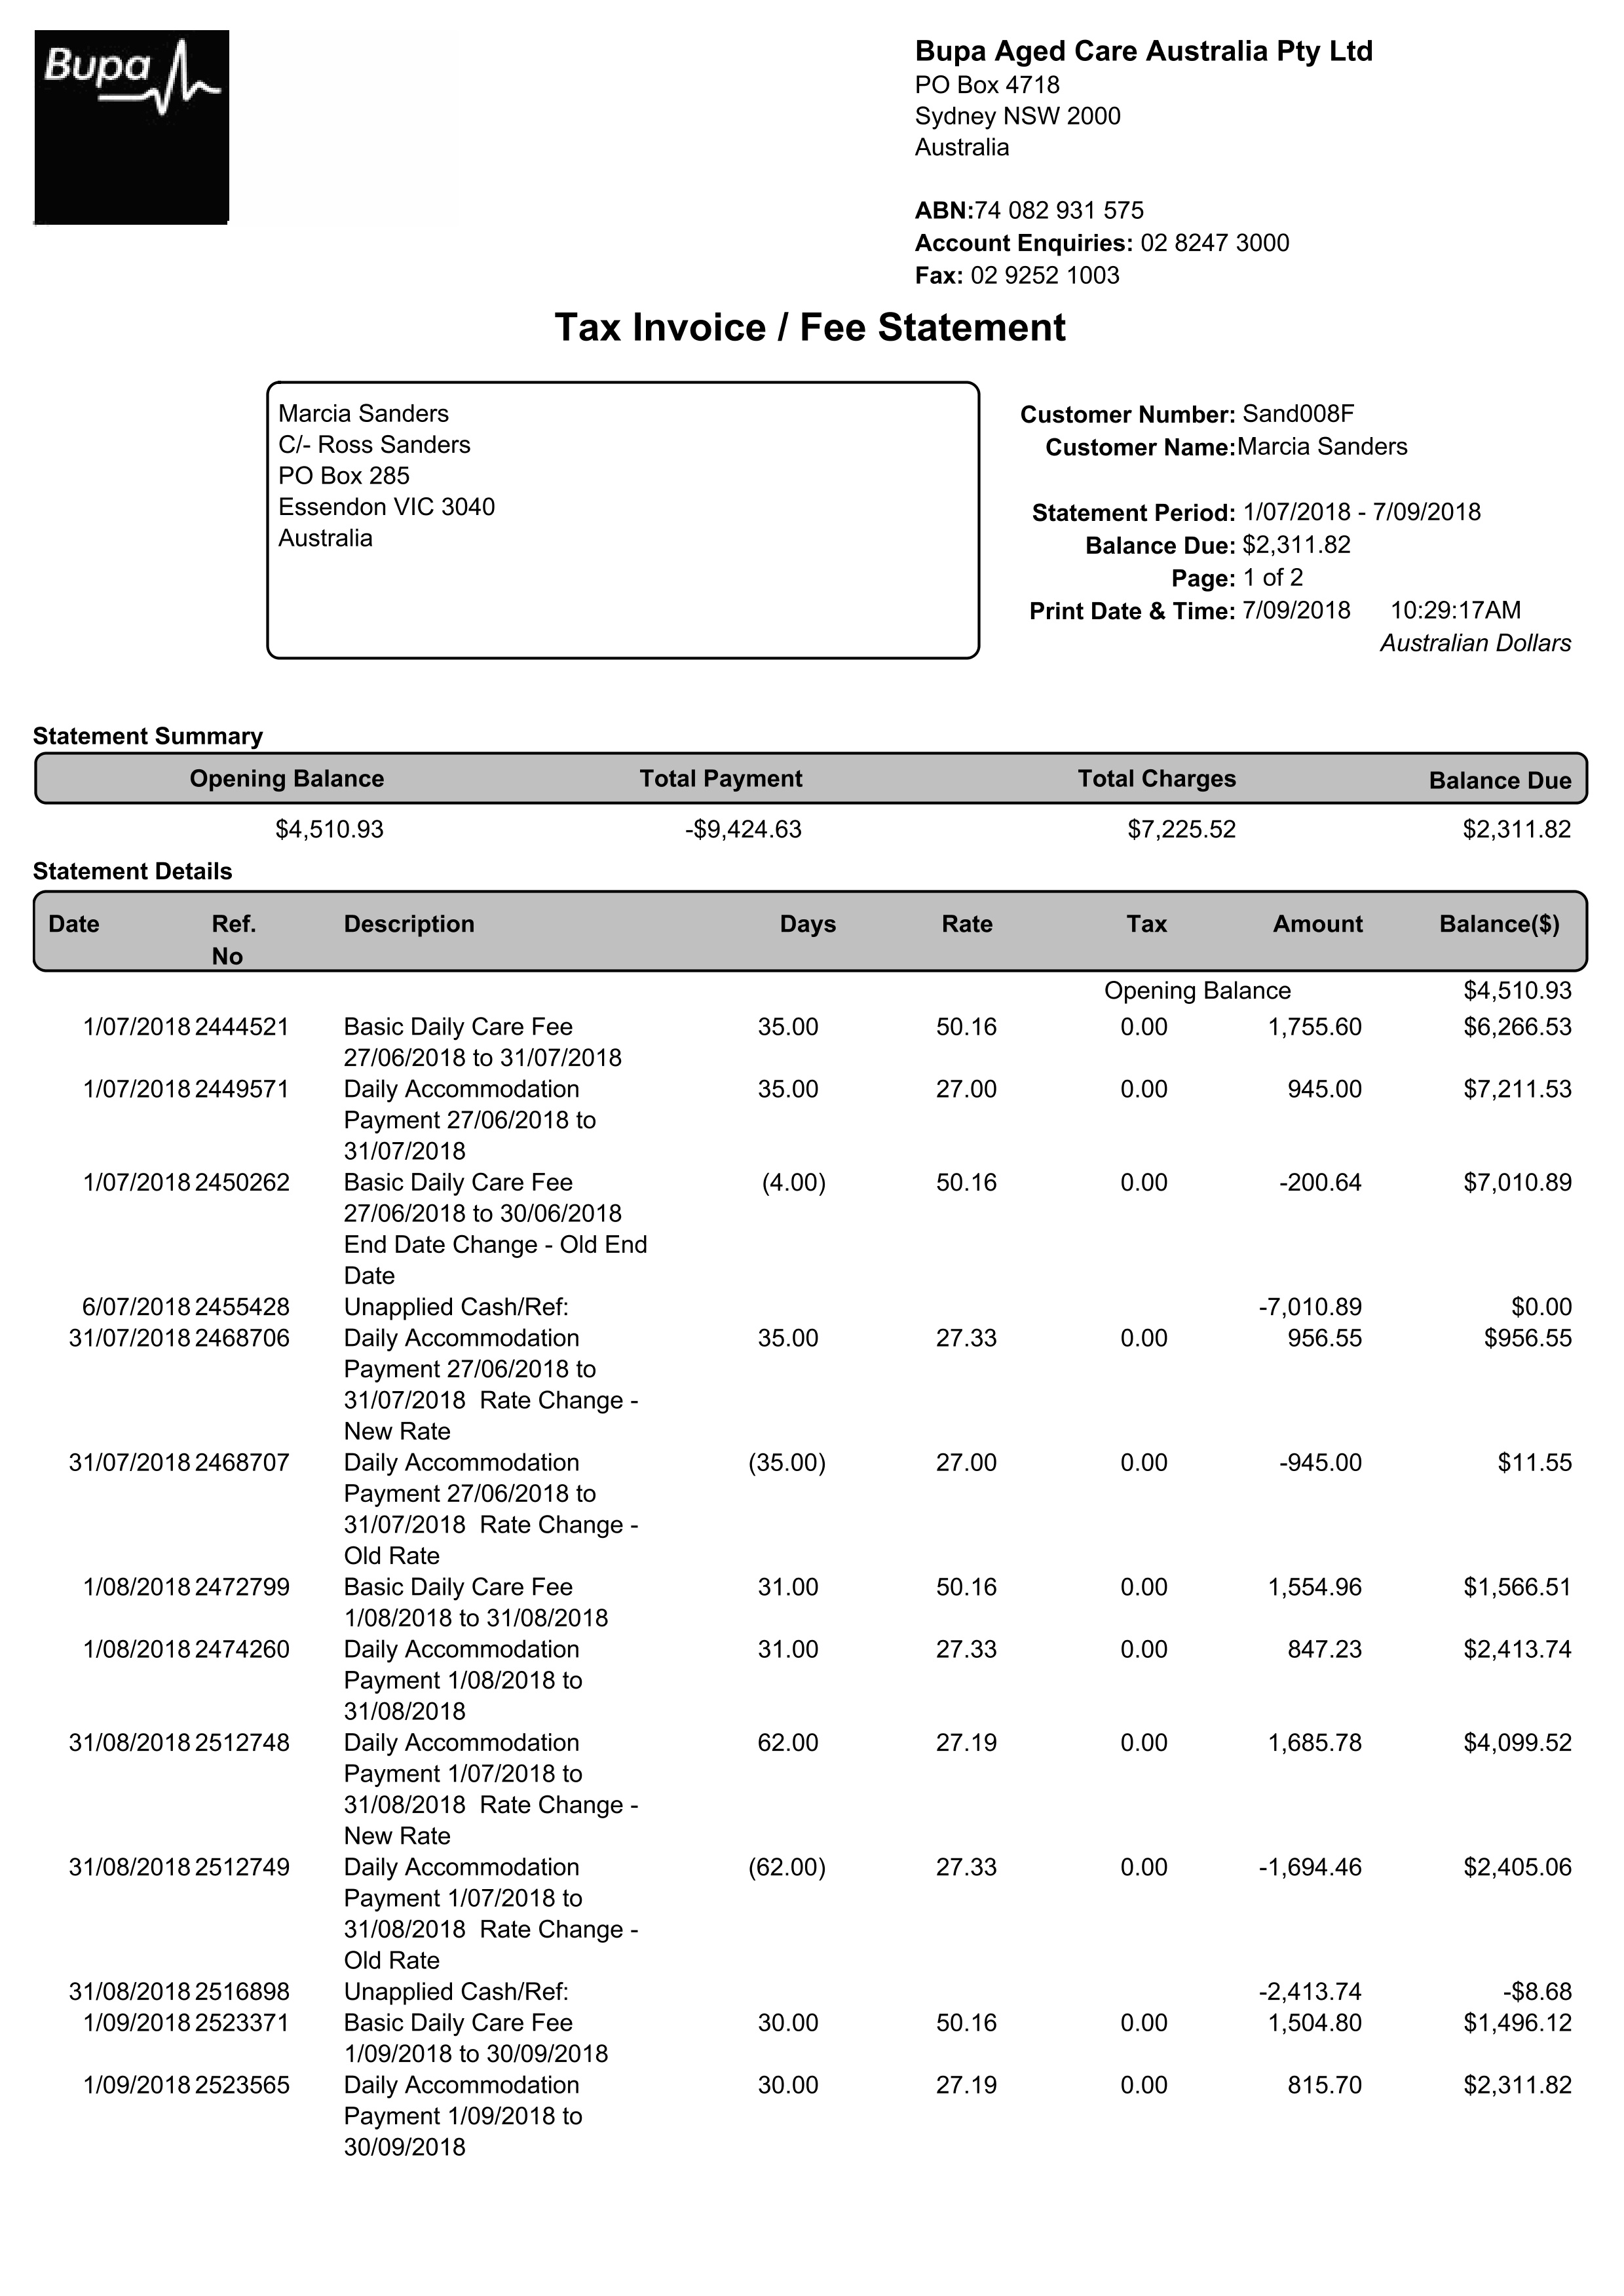 Bupa
Bupa Aged Care Australia Pty Ltd
PO Box 4718
Sydney NSW 2000
Australia
ABN:74 082 931 575
Account Enquiries: 02 8247 3000
Fax: 02 9252 1003
Tax Invoice / Fee Statement
Marcia Sanders
C/- Ross Sanders
PO Box 285
Essendon VIC 3040
Australia
Customer Number: Sand008F
Customer Name:Marcia Sanders
Statement Period: 1/07/2018 - 7/09/2018
Balance Due: $2,311.82
Page: 1 of 2
Print Date & Time: 7/09/2018 10:29:17AM
Australian Dollars
Statement Summary
Opening Balance Total Payment Total Charges Balance Due
$4,510.93 -$9,424.63 $7,225.52 $2,311.82
Statement Details
Date Ref. Description Days Rate Tax Amount Balance($)
No
Opening Balance $4,510.93
1/07/2018 2444521 Basic Daily Care Fee 35.00 50.16 0.00 1,755.60 $6,266.53
27/06/2018 to 31/07/2018
1/07/2018 2449571 Daily Accommodation 35.00 27.00 0.00 945.00 $7,211.53
Payment 27/06/2018 to
31/07/2018
1/07/2018 2450262 Basic Daily Care Fee (4.00) 50.16 0.00 -200.64 $7,010.89
27/06/2018 to 30/06/2018
End Date Change - Old End
Date
6/07/2018 2455428 Unapplied Cash/Ref: -7,010.89 $0.00
31/07/2018 2468706 Daily Accommodation 35.00 27.33 0.00 956.55 $956.55
Payment 27/06/2018 to
31/07/2018 Rate Change -
New Rate
31/07/2018 2468707 Daily Accommodation (35.00) 27.00 0.00 -945.00 $11.55
Payment 27/06/2018 to
31/07/2018 Rate Change -
Old Rate
1/08/2018 2472799 Basic Daily Care Fee 31.00 50.16 0.00 1,554.96 $1,566.51
1/08/2018 to 31/08/2018
1/08/2018 2474260 Daily Accommodation 31.00 27.33 0.00 847.23 $2,413.74
Payment 1/08/2018 to
31/08/2018
31/08/2018 2512748 Daily Accommodation 62.00 27.19 0.00 1,685.78 $4,099.52
Payment 1/07/2018 to
31/08/2018 Rate Change -
New Rate
31/08/2018 2512749 Daily Accommodation (62.00) 27.33 0.00 -1,694.46 $2,405.06
Payment 1/07/2018 to
31/08/2018 Rate Change -
Old Rate
31/08/2018 2516898 Unapplied Cash/Ref: -2,413.74 -$8.68
1/09/2018 2523371 Basic Daily Care Fee 30.00 50.16 0.00 1,504.80 $1,496.12
1/09/2018 to 30/09/2018
1/09/2018 2523565 Daily Accommodation 30.00 27.19 0.00 815.70 $2,311.82
Payment 1/09/2018 to
30/09/2018